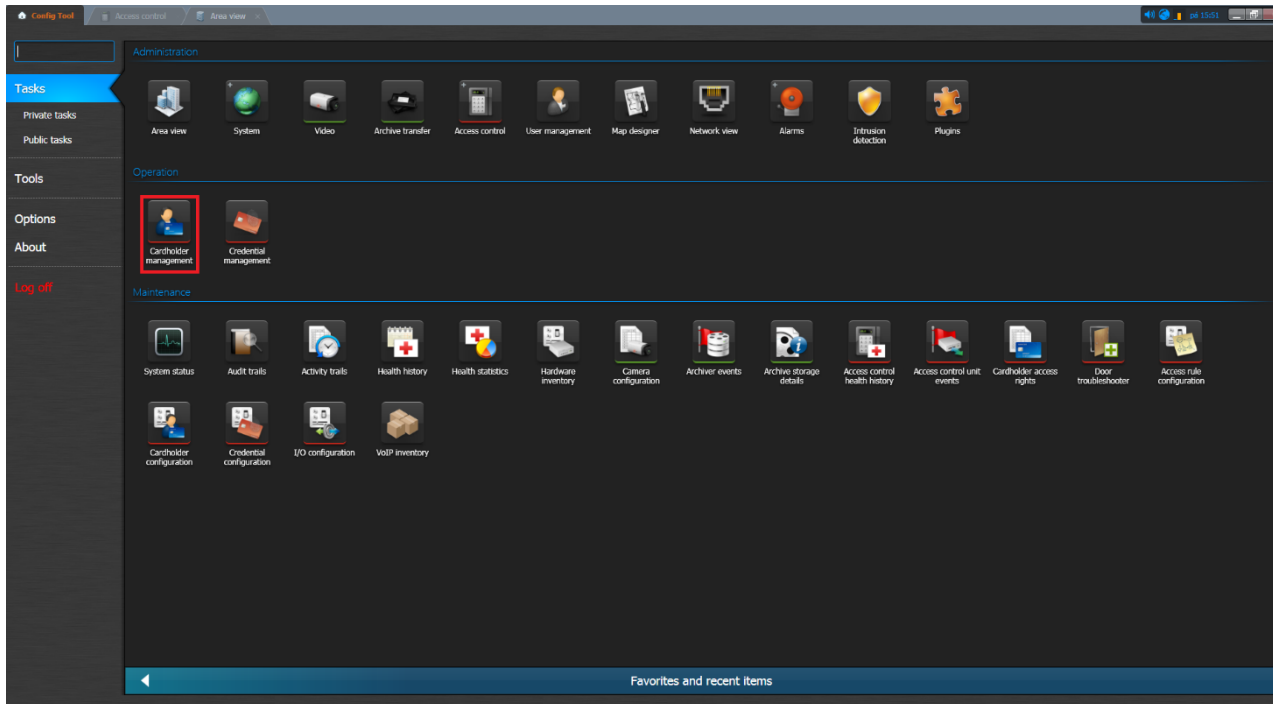 Config Tool
Access control
Area view
pá 15:51
Tasks
Private tasks
Public tasks
Tools
Options
About
Log off
Administration
Area view
System
Video
Archive transfer
Access control
User management
Map designer
Network view
Alarms
Intrusion
detection
Plugins
Operation
Cardholder
management
Credential
management
Maintenance
System status
Audit trails
Activity trails
Health history
Health statistics
Hardware
inventory
Camera
configuration
Archiver events
Archive storage
details
Access control
health history
Access control unit
events
Cardholder access
rights
Door
troubleshooter
Access rule
configuration
Cardholder
configuration
Credential
configuration
I/O configuration
VoIP inventory
Favorites and recent items